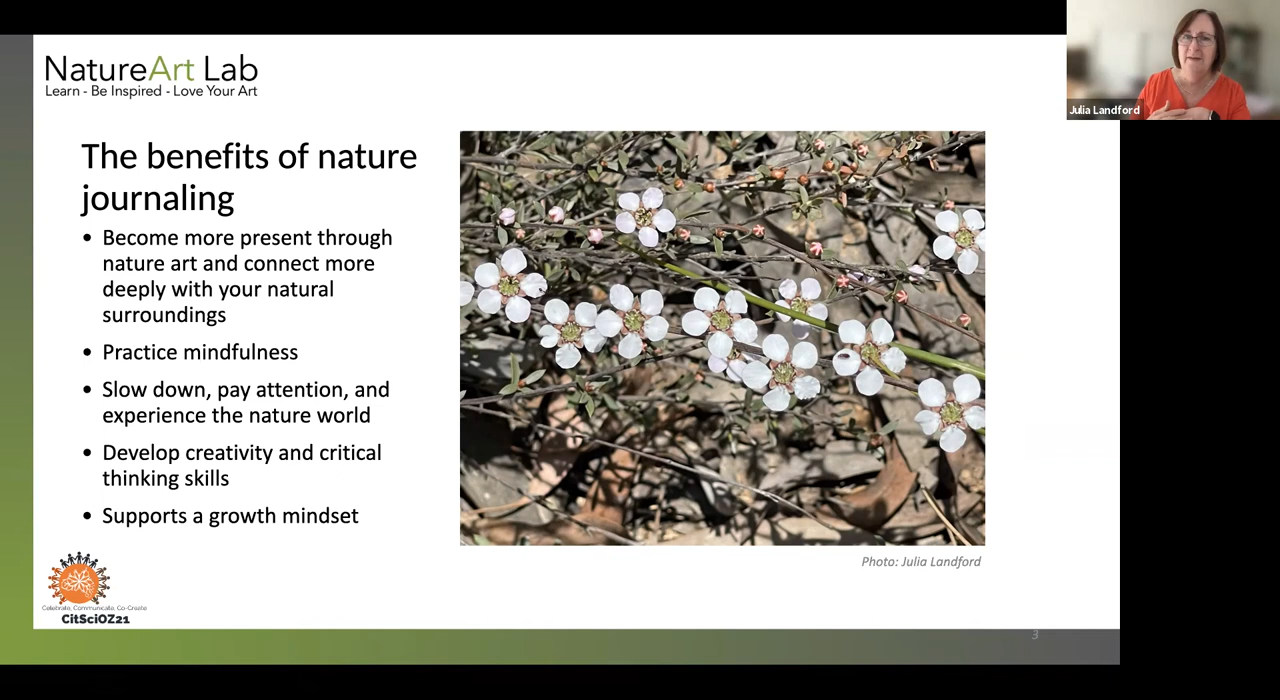 NatureArt Lab
Learn - Be Inspired - Love Your Art
Julia Landford
The benefits of nature
journaling
• Become more present through
nature art and connect more
deeply with your natural
surroundings
• Practice mindfulness
• Slow down, pay attention, and
experience the nature world
• Develop creativity and critical
thinking skills
• Supports a growth mindset
Photo: Julia Landford
Celebrate, Communicate, Co-Create
CitSciOZ21
3